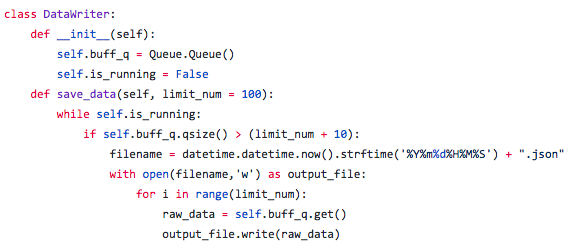 class DataWriter:
    def __init__(self):
        self.buff_q = Queue.Queue()
        self.is_running = False
    def save_data(self, limit_num = 100):
        while self.is_running:
            if self.buff_q.qsize() > (limit_num + 10):
                filename = datetime.datetime.now().strftime('%Y%m%d%H%M%S') + ".json"
                with open(filename,'w') as output_file:
                    for i in range(limit_num):
                        raw_data = self.buff_q.get()
                        output_file.write(raw_data)